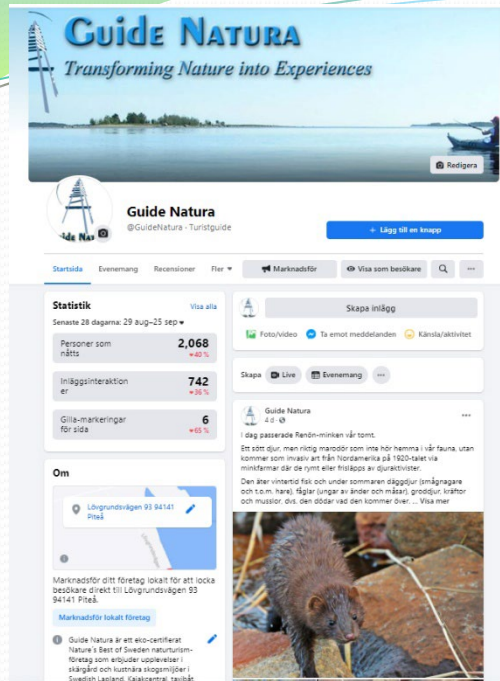 GUIDE NATURA
Transforming Nature into Experiences
Redigera
Guide Natura
@GuideNatura · Turistguide
+ Lägg till en knapp
Startsida Evenemang Recensioner Fler
Marknadsför Visa som besökare
Statistik Visa alla
Senaste 28 dagarna: 29 aug–25 sep
Personer som nåtts 2,068
40 %
Inläggsinteraktion er 742
36 %
Gilla-markeringar för sida 6
65 %
Om
Lövgrundsvägen 93 94141
Piteå
Marknadsför ditt företag lokalt för att locka
besökare direkt till Lövgrundsvägen 93
94141 Piteå.
Marknadsför lokalt företag
Guide Natura är ett eko-certifierat
Nature´s Best of Sweden naturturism-
företag som erbjuder upplevelser i
skärgård och kustnära skogsmiljöer i
Swedish Lapland. Kajakcentral, taxibåt
Skapa inlägg
Foto/video Ta emot meddelanden Känsla/aktivitet
Skapa Live Evenemang
Guide Natura
4 d
I dag passerade Renön-minken vår tomt.
Ett sött djur, men riktig marodör som inte hör hemma i vår fauna, utan
kommer som invasiv art från Nordamerika på 1920-talet via
minkfarmar där de rymt eller frisläpps av djuraktivister.
Den äter vintertid fisk och under sommaren däggdjur (smågnagare
och t.o.m. hare), fåglar (ungar av änder och måsar), groddjur, kräftor
och musslor, dvs. den dödar vad den kommer över. ... Visa mer